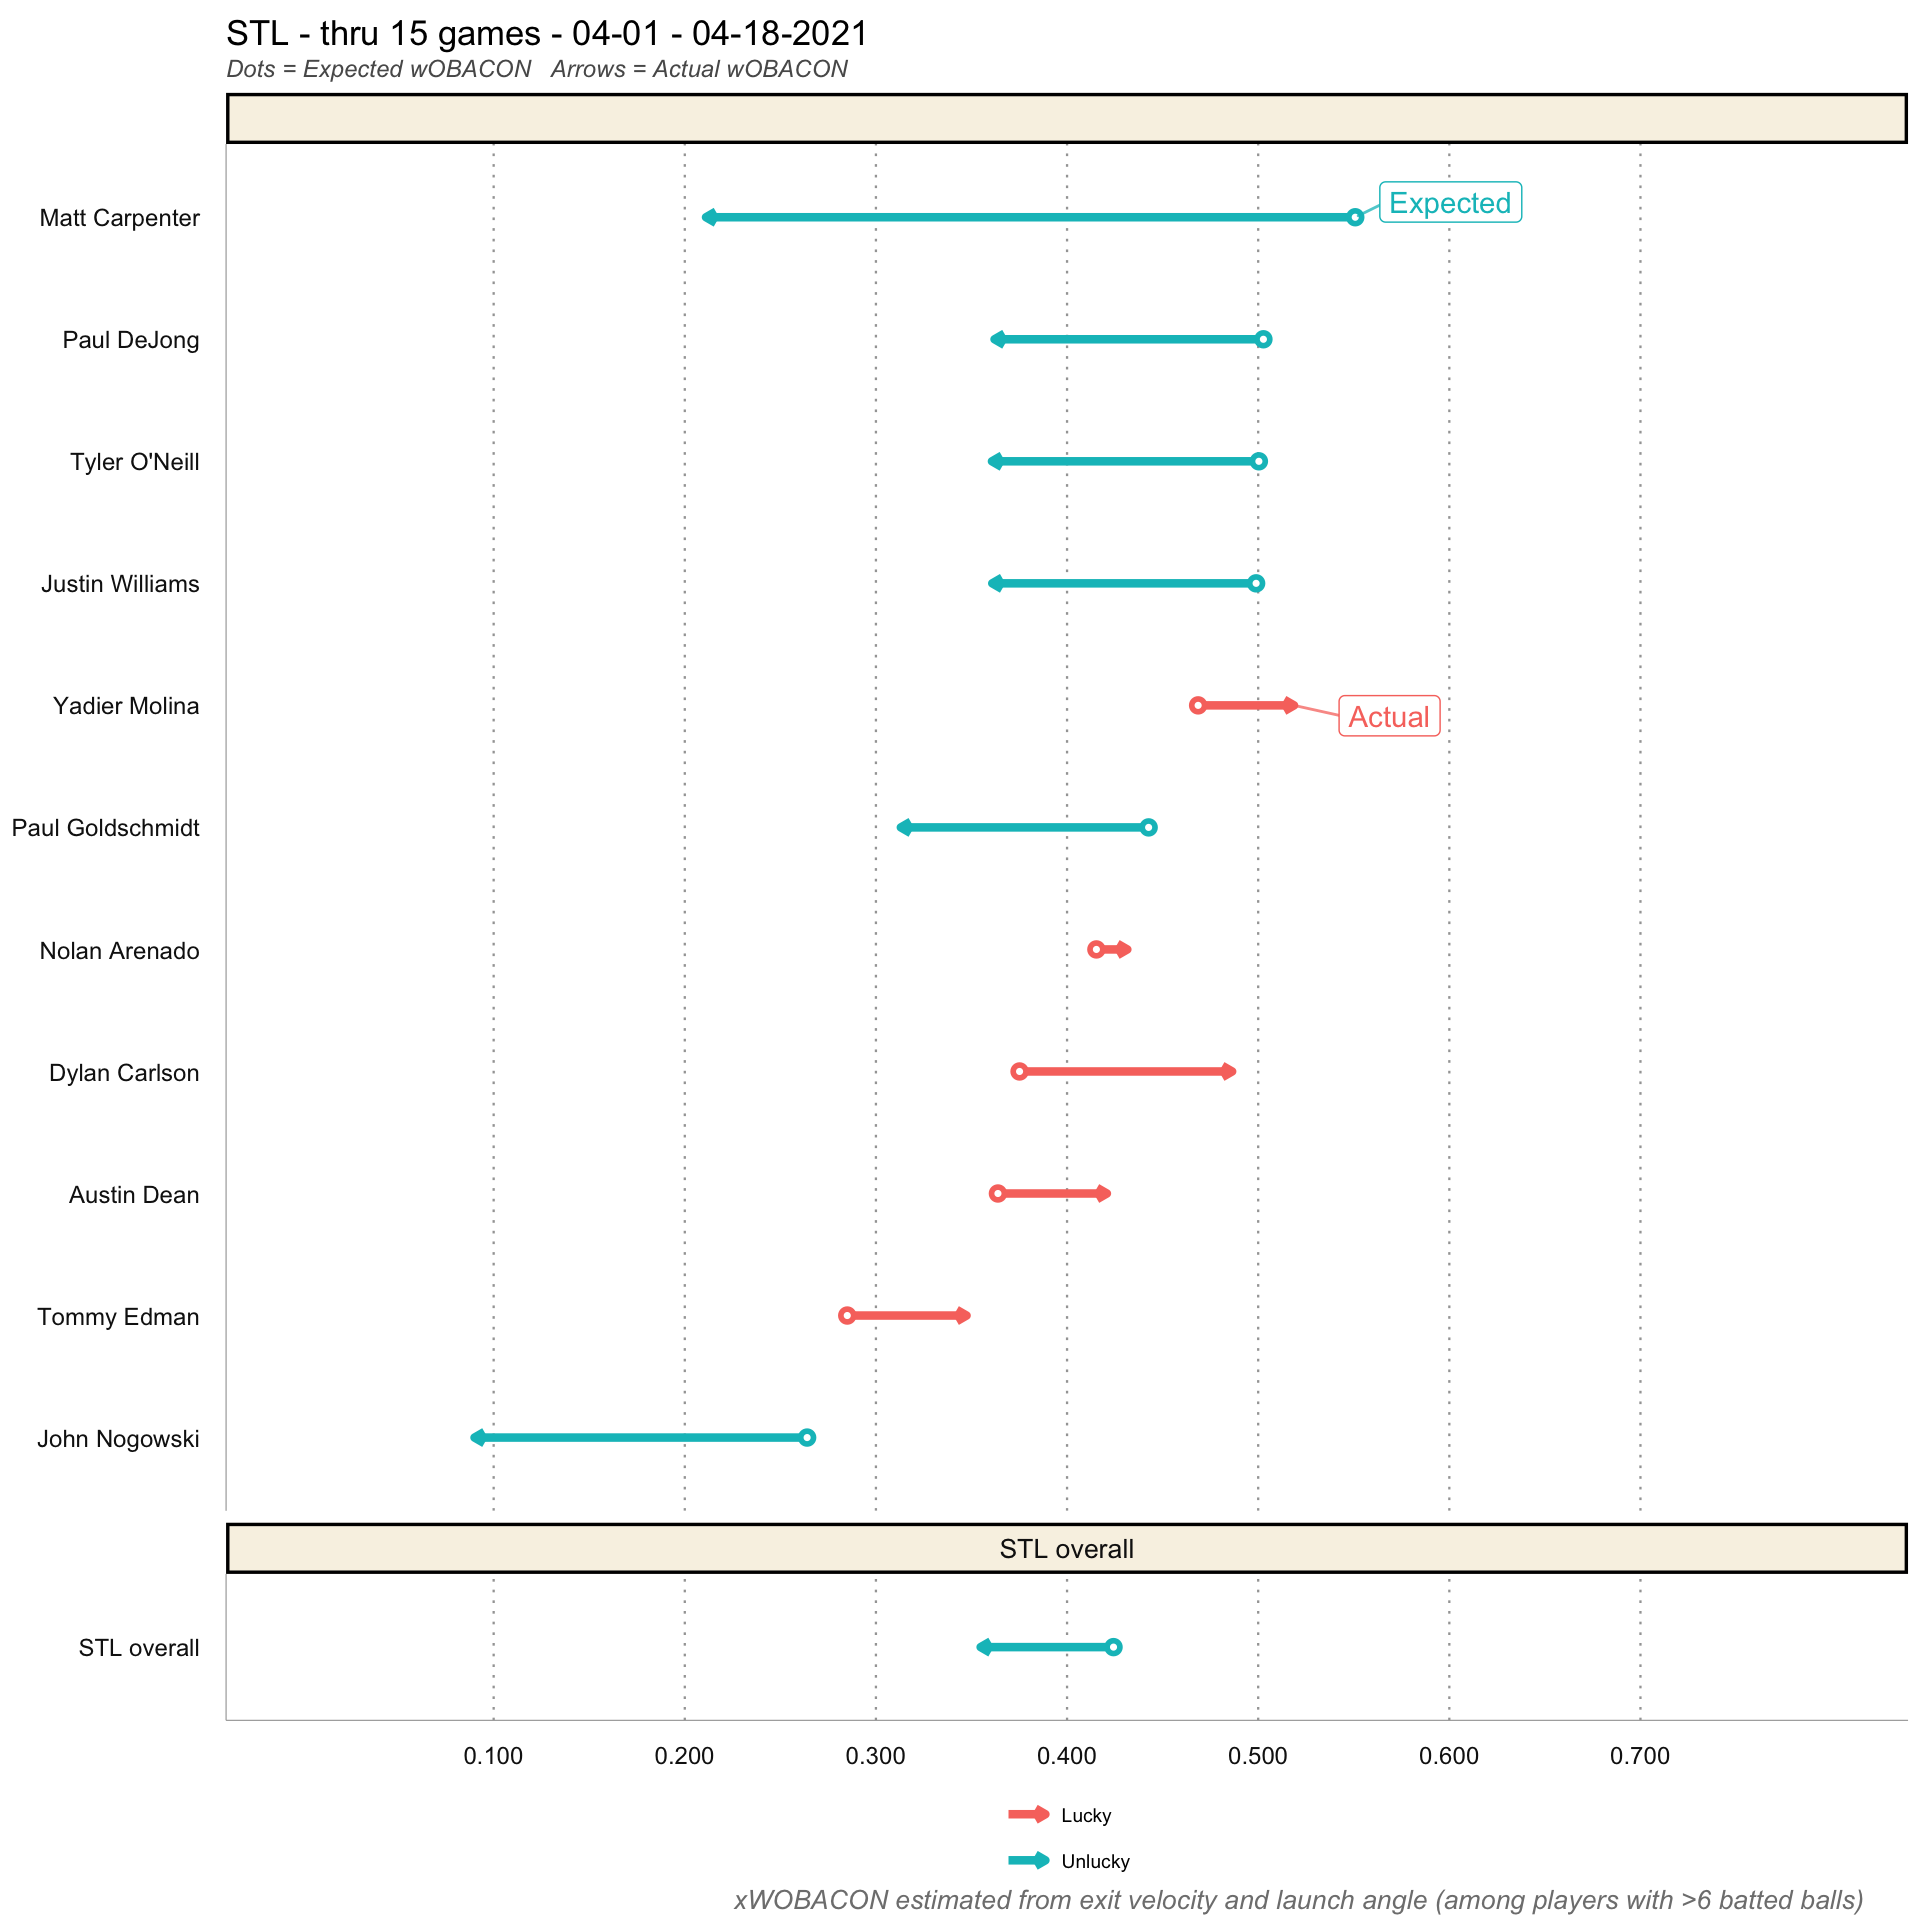 STL - thru 15 games - 04-01 - 04-18-2021
Dots = Expected wOBACON   Arrows = Actual wOBACON
Matt Carpenter
Expected
Paul DeJong
Tyler O'Neill
Justin Williams
Yadier Molina
Actual
Paul Goldschmidt
Nolan Arenado
Dylan Carlson
Austin Dean
Tommy Edman
John Nogowski
STL overall
STL overall
0.100 0.200 0.300 0.400 0.500 0.600 0.700
Lucky
Unlucky
xWOBACON estimated from exit velocity and launch angle (among players with >6 batted balls)